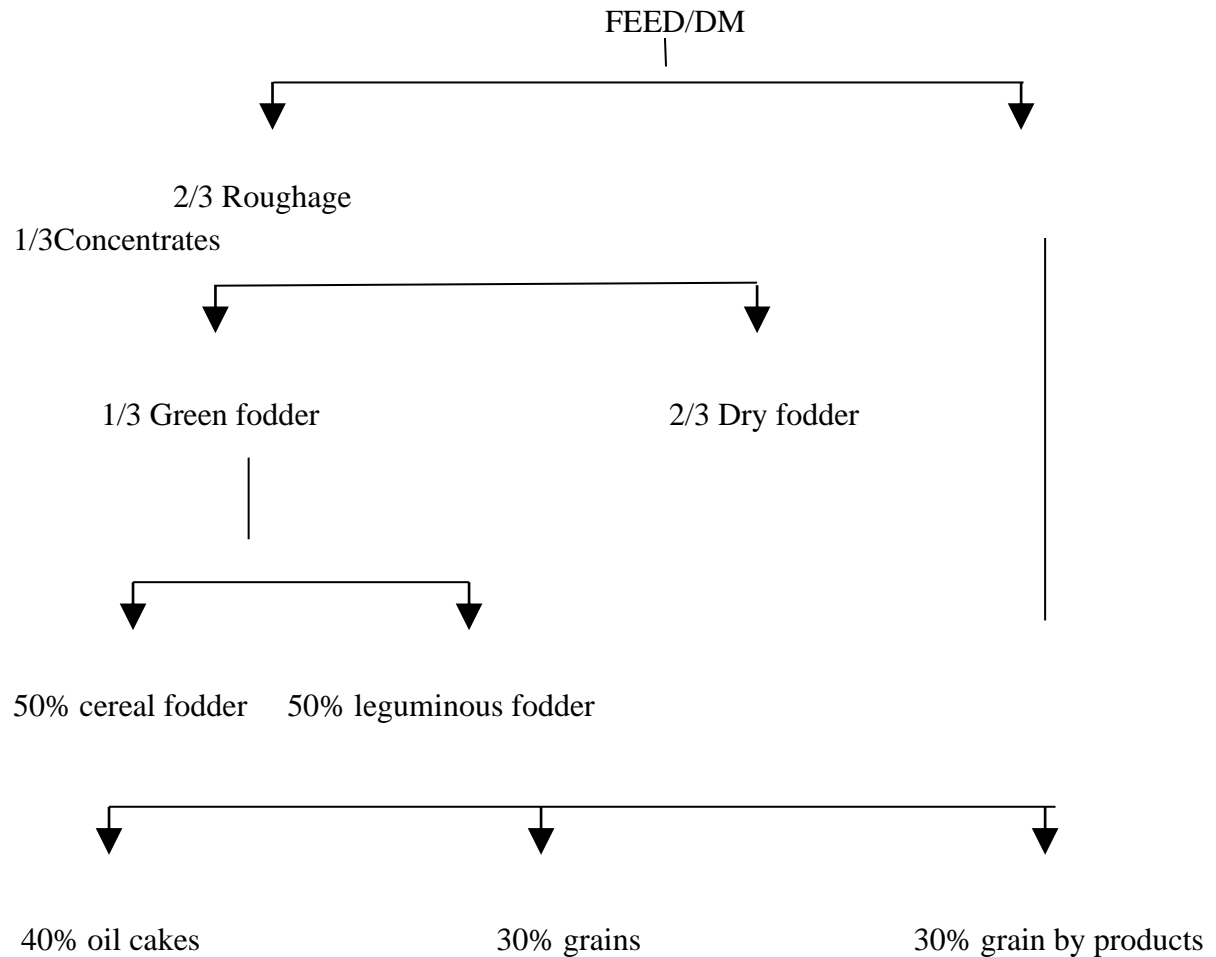 FEED/DM
2/3 Roughage
1/3Concentrates
1/3 Green fodder 2/3 Dry fodder
50% cereal fodder 50% leguminous fodder
40% oil cakes 30% grains 30% grain by products